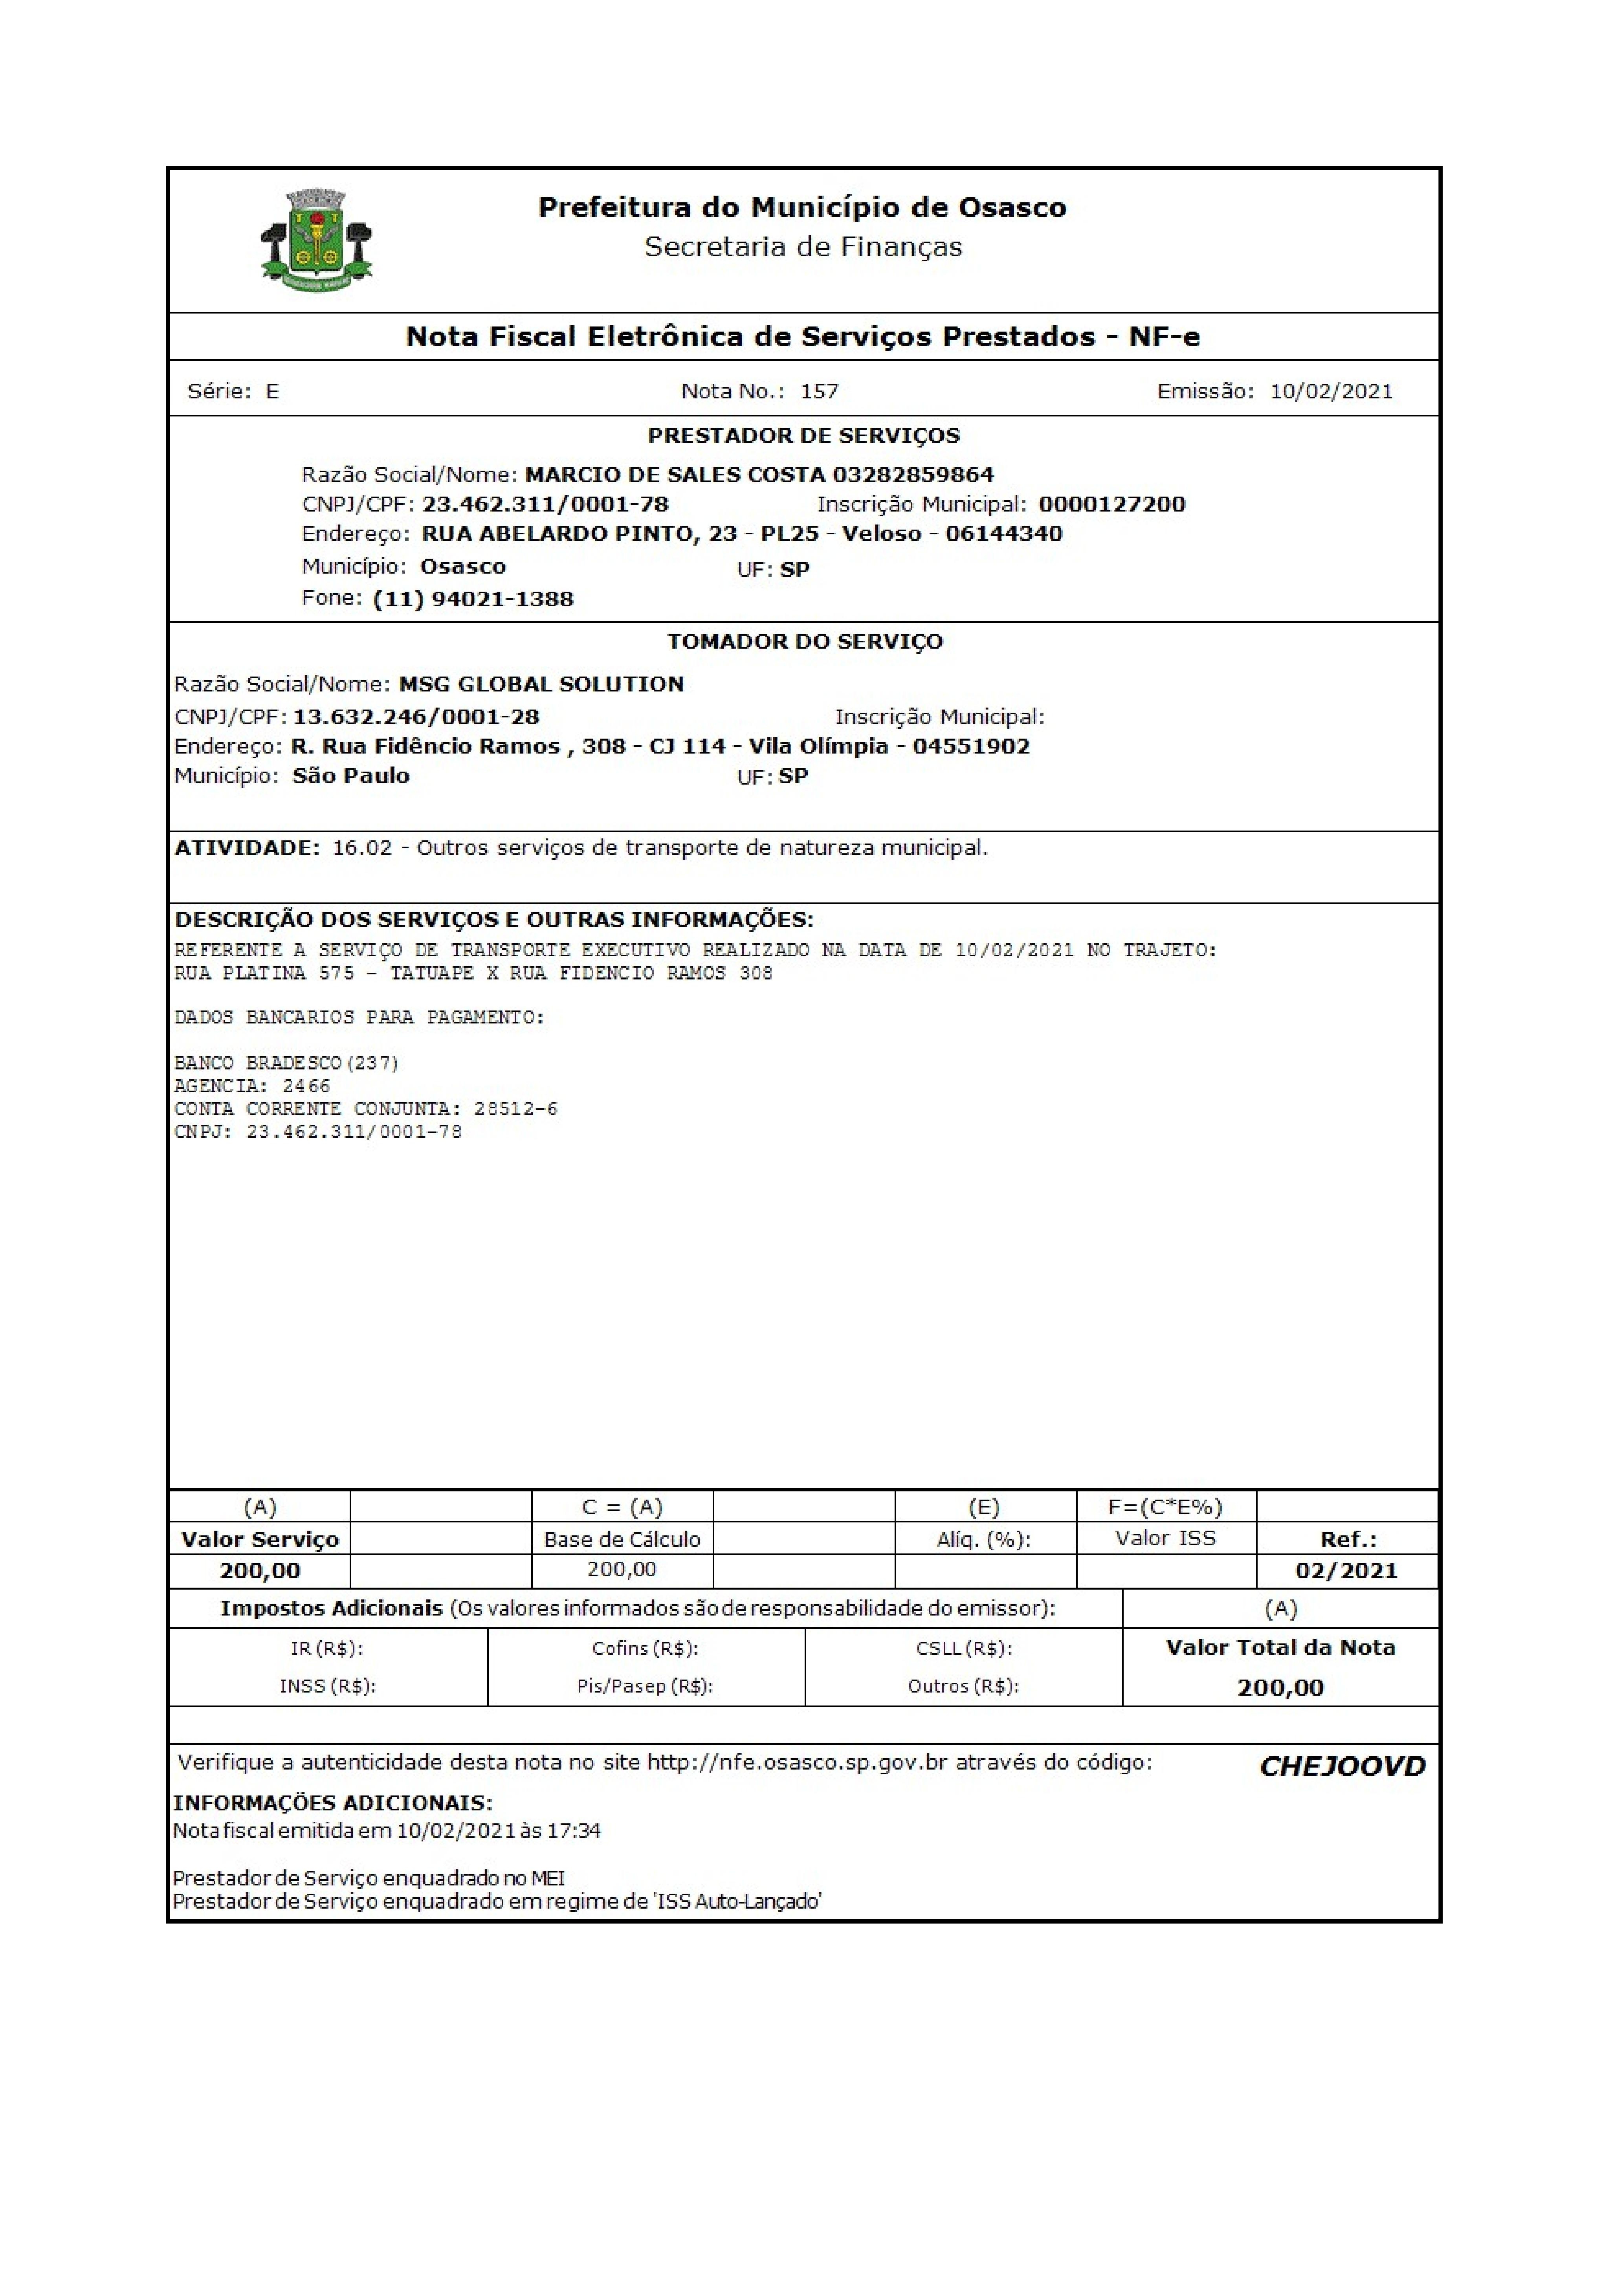 Prefeitura do Município de Osasco
Secretaria de Finanças
Nota Fiscal Eletrônica de Serviços Prestados - NF-e
Série: E Nota No.: 157 Emissão: 10/02/2021
PRESTADOR DE SERVIÇOS
Razão Social/Nome: MARCIO DE SALES COSTA 03282859864
CNPJ/CPF: 23.462.311/0001-78 Inscrição Municipal: 0000127200
Endereço: RUA ABELARDO PINTO, 23 - PL25 - Veloso - 06144340
Município: Osasco UF: SP
Fone: (11) 94021-1388
TOMADOR DO SERVIÇO
Razão Social/Nome: MSG GLOBAL SOLUTION
CNPJ/CPF: 13.632.246/0001-28 Inscrição Municipal:
Endereço: R. Rua Fidêncio Ramos , 308 - CJ 114 - Vila Olímpia - 04551902
Município: São Paulo UF: SP
ATIVIDADE: 16.02 - Outros serviços de transporte de natureza municipal.
DESCRIÇÃO DOS SERVIÇOS E OUTRAS INFORMAÇÕES:
REFERENTE A SERVIÇO DE TRANSPORTE EXECUTIVO REALIZADO NA DATA DE 10/02/2021 NO TRAJETO:
RUA PLATINA 575 - TATUAPE X RUA FIDENCIO RAMOS 308
DADOS BANCARIOS PARA PAGAMENTO:
BANCO BRADESCO(237)
AGENCIA: 2466
CONTA CORRENTE CONJUNTA: 28512-6
CNPJ: 23.462.311/0001-78
(A) C = (A) (E) F=(C*E%)
Valor Serviço Base de Cálculo Alíq. (%): Valor ISS Ref.:
200,00 200,00 02/2021
Impostos Adicionais (Os valores informados são de responsabilidade do emissor): (A)
IR (R$): Cofins (R$): CSLL (R$): Valor Total da Nota
INSS (R$): Pis/Pasep (R$): Outros (R$): 200,00
Verifique a autenticidade desta nota no site http://nfe.osasco.sp.gov.br através do código: CHEJOOVD
INFORMAÇÕES ADICIONAIS:
Nota fiscal emitida em 10/02/2021 às 17:34
Prestador de Serviço enquadrado no MEI
Prestador de Serviço enquadrado em regime de 'ISS Auto-Lançado'